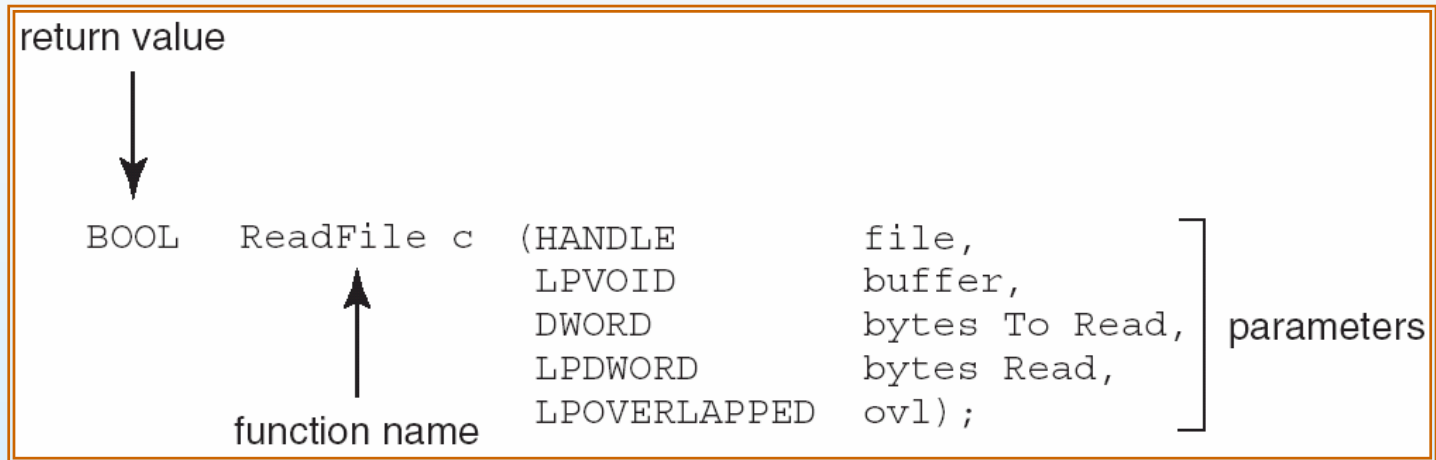 return value
BOOL ReadFile c (HANDLE file,
LPVOID buffer,
DWORD bytes To Read,
LPDWORD bytes Read,
LPOVERLAPPED ovl);
parameters
function name